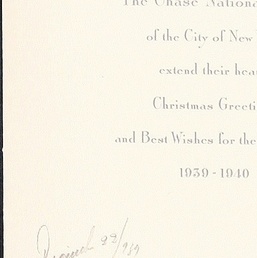 The Chase Nationa
of the City of New
extend their hear
Christmas Greeti
and Best Wishes for the
1939 - 1940